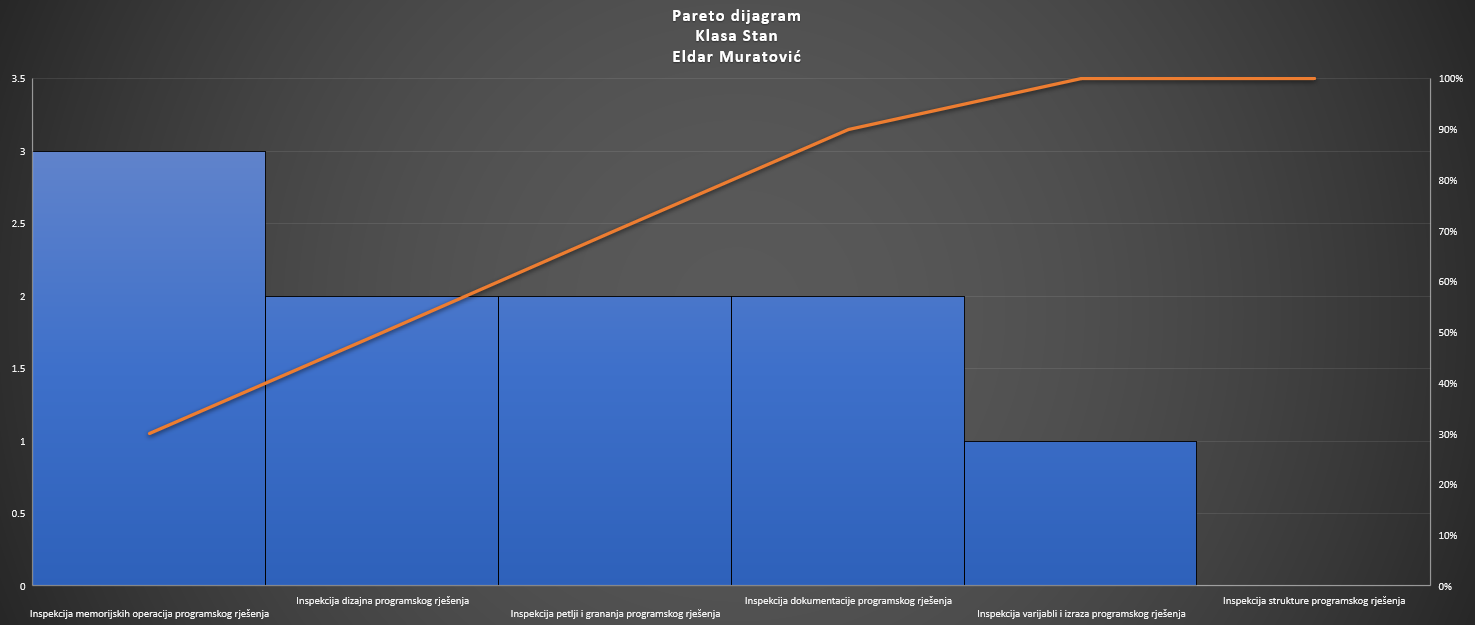 Pareto dijagram
Klasa Stan
Eldar Muratović
3.5
3
2.5
2
1.5
1
0.5
0
100%
90%
80%
70%
60%
50%
40%
30%
20%
10%
0%
Inspekcija memorijskih operacija programskog rješenja
Inspekcija dizajna programskog rješenja
Inspekcija petlji i grananja programskog rješenja
Inspekcija dokumentacije programskog rješenja
Inspekcija varijabli i izraza programskog rješenja
Inspekcija strukture programskog rješenja